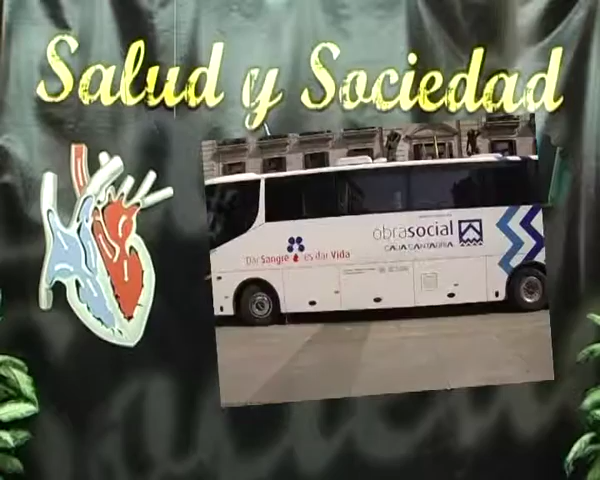 Salud y Sociedad
obrasocial
CAJA CANTABRIA
Dar Sangre es dar Vida